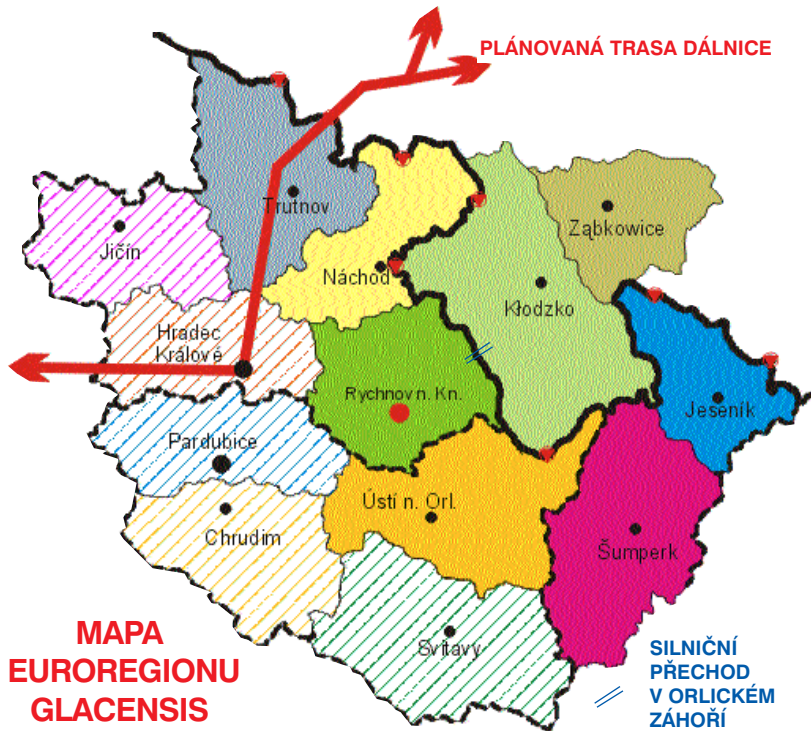 PLÁNOVANÁ TRASA DÁLNICE
Trutnov
Jičín
Ząbkowice
Náchod
Kłodzko
Hradec
Králové
Rychnov n. Kn.
Jeseník
Pardubice
Ústí n. Orl.
Chrudim
Šumperk
Svitavy
MAPA
EUROREGIONU
GLACENSIS
SILNIČNÍ
PŘECHOD
V ORLICKÉM
ZÁHOŘÍ